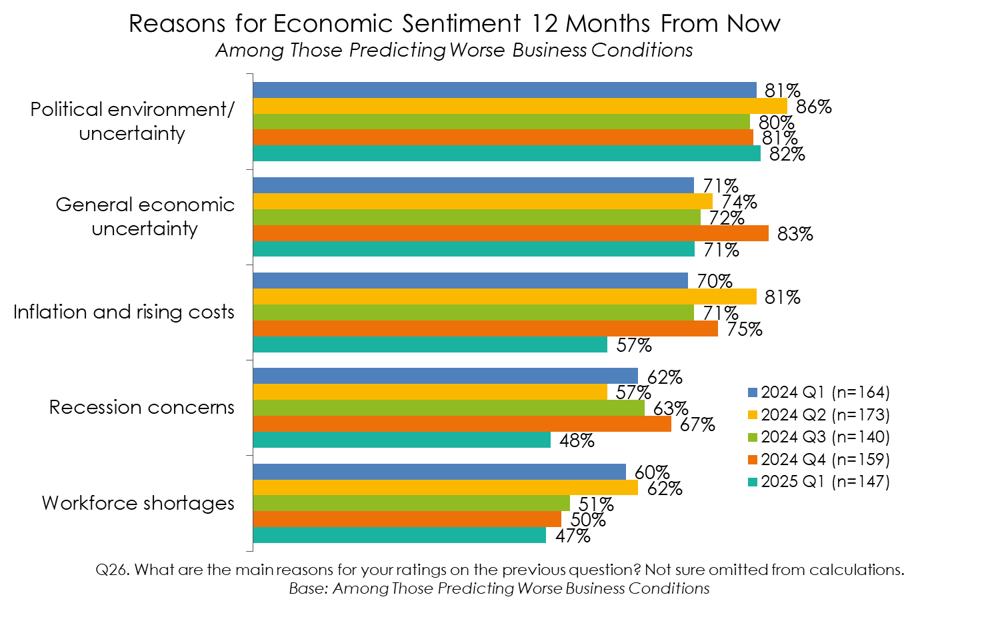 Reasons for Economic Sentiment 12 Months From Now
Among Those Predicting Worse Business Conditions
Political environment/
uncertainty
81%
86%
80%
81%
82%
General economic
uncertainty
71%
74%
72%
83%
71%
Inflation and rising costs
70%
81%
71%
75%
57%
Recession concerns
62%
57%
63%
67%
48%
Workforce shortages
60%
62%
51%
50%
47%
2024 Q1 (n=164)
2024 Q2 (n=173)
2024 Q3 (n=140)
2024 Q4 (n=159)
2025 Q1 (n=147)
Q26. What are the main reasons for your ratings on the previous question? Not sure omitted from calculations.
Base: Among Those Predicting Worse Business Conditions